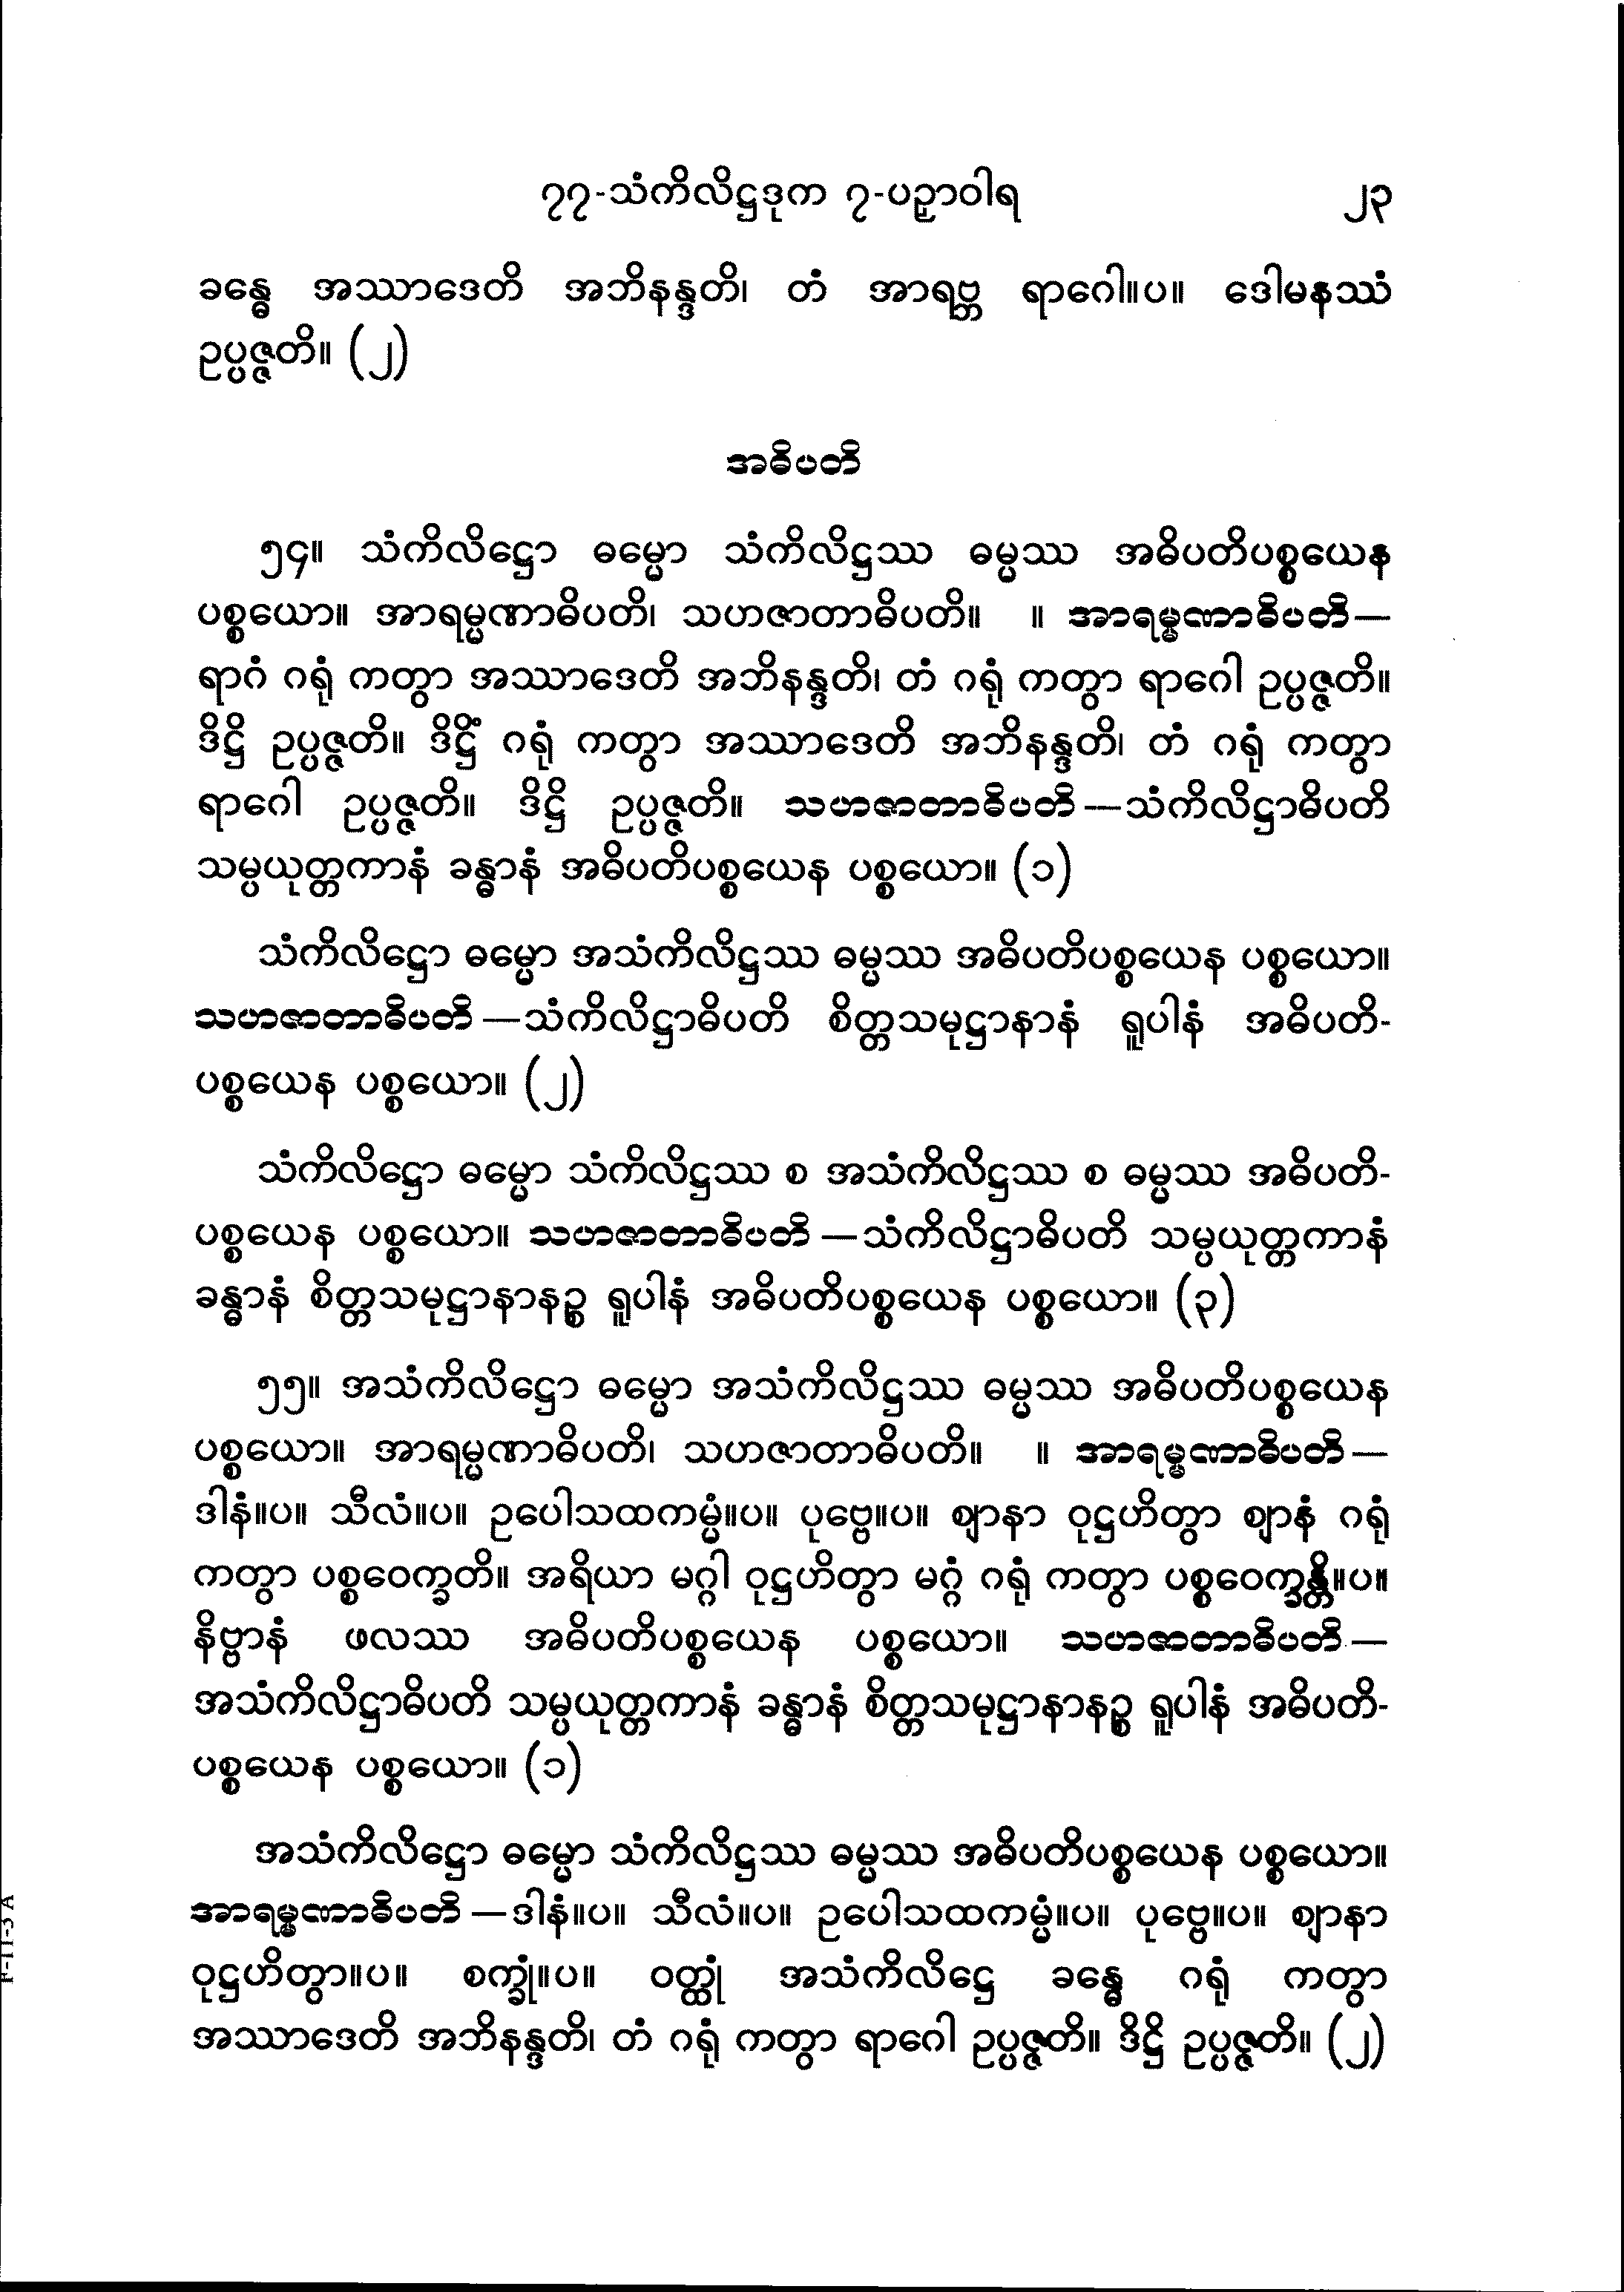 ၇၇-သံကိလိဋ္ဌဒုက ၇-ပဉှာဝါရ ၂၃
ခန္ဓေ အဿာဒေတိ အဘိနန္ဒတိ၊ တံ အာရဗ္ဘ ရာဂေါ။ပ။ ဒေါမနဿံ
ဥပ္ပဇ္ဇတိ။ (၂)
အဓိပတိ
၅၄။ သံကိလိဋ္ဌော ဓမ္မော သံကိလိဋ္ဌဿ ဓမ္မဿ အဓိပတိပစ္စယေန
ပစ္စယော။ အာရမ္မဏာဓိပတိ၊ သဟဇာတာဓိပတိ။ ။ အာရမ္မဏာဓိပတိ—
ရာဂံ ဂရုံ ကတွာ အဿာဒေတိ အဘိနန္ဒတိ၊ တံ ဂရုံ ကတွာ ရာဂေါ ဥပ္ပဇ္ဇတိ။
ဒိဋ္ဌိ ဥပ္ပဇ္ဇတိ။ ဒိဋ္ဌိံ ဂရုံ ကတွာ အဿာဒေတိ အဘိနန္ဒတိ၊ တံ ဂရုံ ကတွာ
ရာဂေါ ဥပ္ပဇ္ဇတိ။ ဒိဋ္ဌိ ဥပ္ပဇ္ဇတိ။ သဟဇာတာဓိပတိ—သံကိလိဋ္ဌာဓိပတိ
သမ္ပယုတ္တကာနံ ခန္ဓာနံ အဓိပတိပစ္စယေန ပစ္စယော။ (၁)
သံကိလိဋ္ဌော ဓမ္မော အသံကိလိဋ္ဌဿ ဓမ္မဿ အဓိပတိပစ္စယေန ပစ္စယော။
သဟဇာတာဓိပတိ—သံကိလိဋ္ဌာဓိပတိ စိတ္တသမုဋ္ဌာနာနံ ရူပါနံ အဓိပတိ-
ပစ္စယေန ပစ္စယော။ (၂)
သံကိလိဋ္ဌော ဓမ္မော သံကိလိဋ္ဌဿ စ အသံကိလိဋ္ဌဿ စ ဓမ္မဿ အဓိပတိ-
ပစ္စယေန ပစ္စယော။ သဟဇာတာဓိပတိ—သံကိလိဋ္ဌာဓိပတိ သမ္ပယုတ္တကာနံ
ခန္ဓာနံ စိတ္တသမုဋ္ဌာနာနဉ္စ ရူပါနံ အဓိပတိပစ္စယေန ပစ္စယော။ (၃)
၅၅။ အသံကိလိဋ္ဌော ဓမ္မော အသံကိလိဋ္ဌဿ ဓမ္မဿ အဓိပတိပစ္စယေန
ပစ္စယော။ အာရမ္မဏာဓိပတိ၊ သဟဇာတာဓိပတိ။ ။ အာရမ္မဏာဓိပတိ—
ဒါနံ။ပ။ သီလံ။ပ။ ဥပေါသထကမ္မံ။ပ။ ပုဗ္ဗေ။ပ။ ဈာနာ ဝုဋ္ဌဟိတွာ ဈာနံ ဂရုံ
ကတွာ ပစ္စဝေက္ခတိ။ အရိယာ မဂ္ဂါ ဝုဋ္ဌဟိတွာ မဂ္ဂံ ဂရုံ ကတွာ ပစ္စဝေက္ခန္တိ။ပ။
နိဗ္ဗာနံ ဖလဿ အဓိပတိပစ္စယေန ပစ္စယော။ သဟဇာတာဓိပတိ—
အသံကိလိဋ္ဌာဓိပတိ သမ္ပယုတ္တကာနံ ခန္ဓာနံ စိတ္တသမုဋ္ဌာနာနဉ္စ ရူပါနံ အဓိပတိ-
ပစ္စယေန ပစ္စယော။ (၁)
အသံကိလိဋ္ဌော ဓမ္မော သံကိလိဋ္ဌဿ ဓမ္မဿ အဓိပတိပစ္စယေန ပစ္စယော။
အာရမ္မဏာဓိပတိ—ဒါနံ။ပ။ သီလံ။ပ။ ဥပေါသထကမ္မံ။ပ။ ပုဗ္ဗေ။ပ။ ဈာနာ
ဝုဋ္ဌဟိတွာ။ပ။ စက္ခုံ။ပ။ ဝတ္ထုံ အသံကိလိဋ္ဌေ ခန္ဓေ ဂရုံ ကတွာ
အဿာဒေတိ အဘိနန္ဒတိ၊ တံ ဂရုံ ကတွာ ရာဂေါ ဥပ္ပဇ္ဇတိ။ ဒိဋ္ဌိ ဥပ္ပဇ္ဇတိ။ (၂)